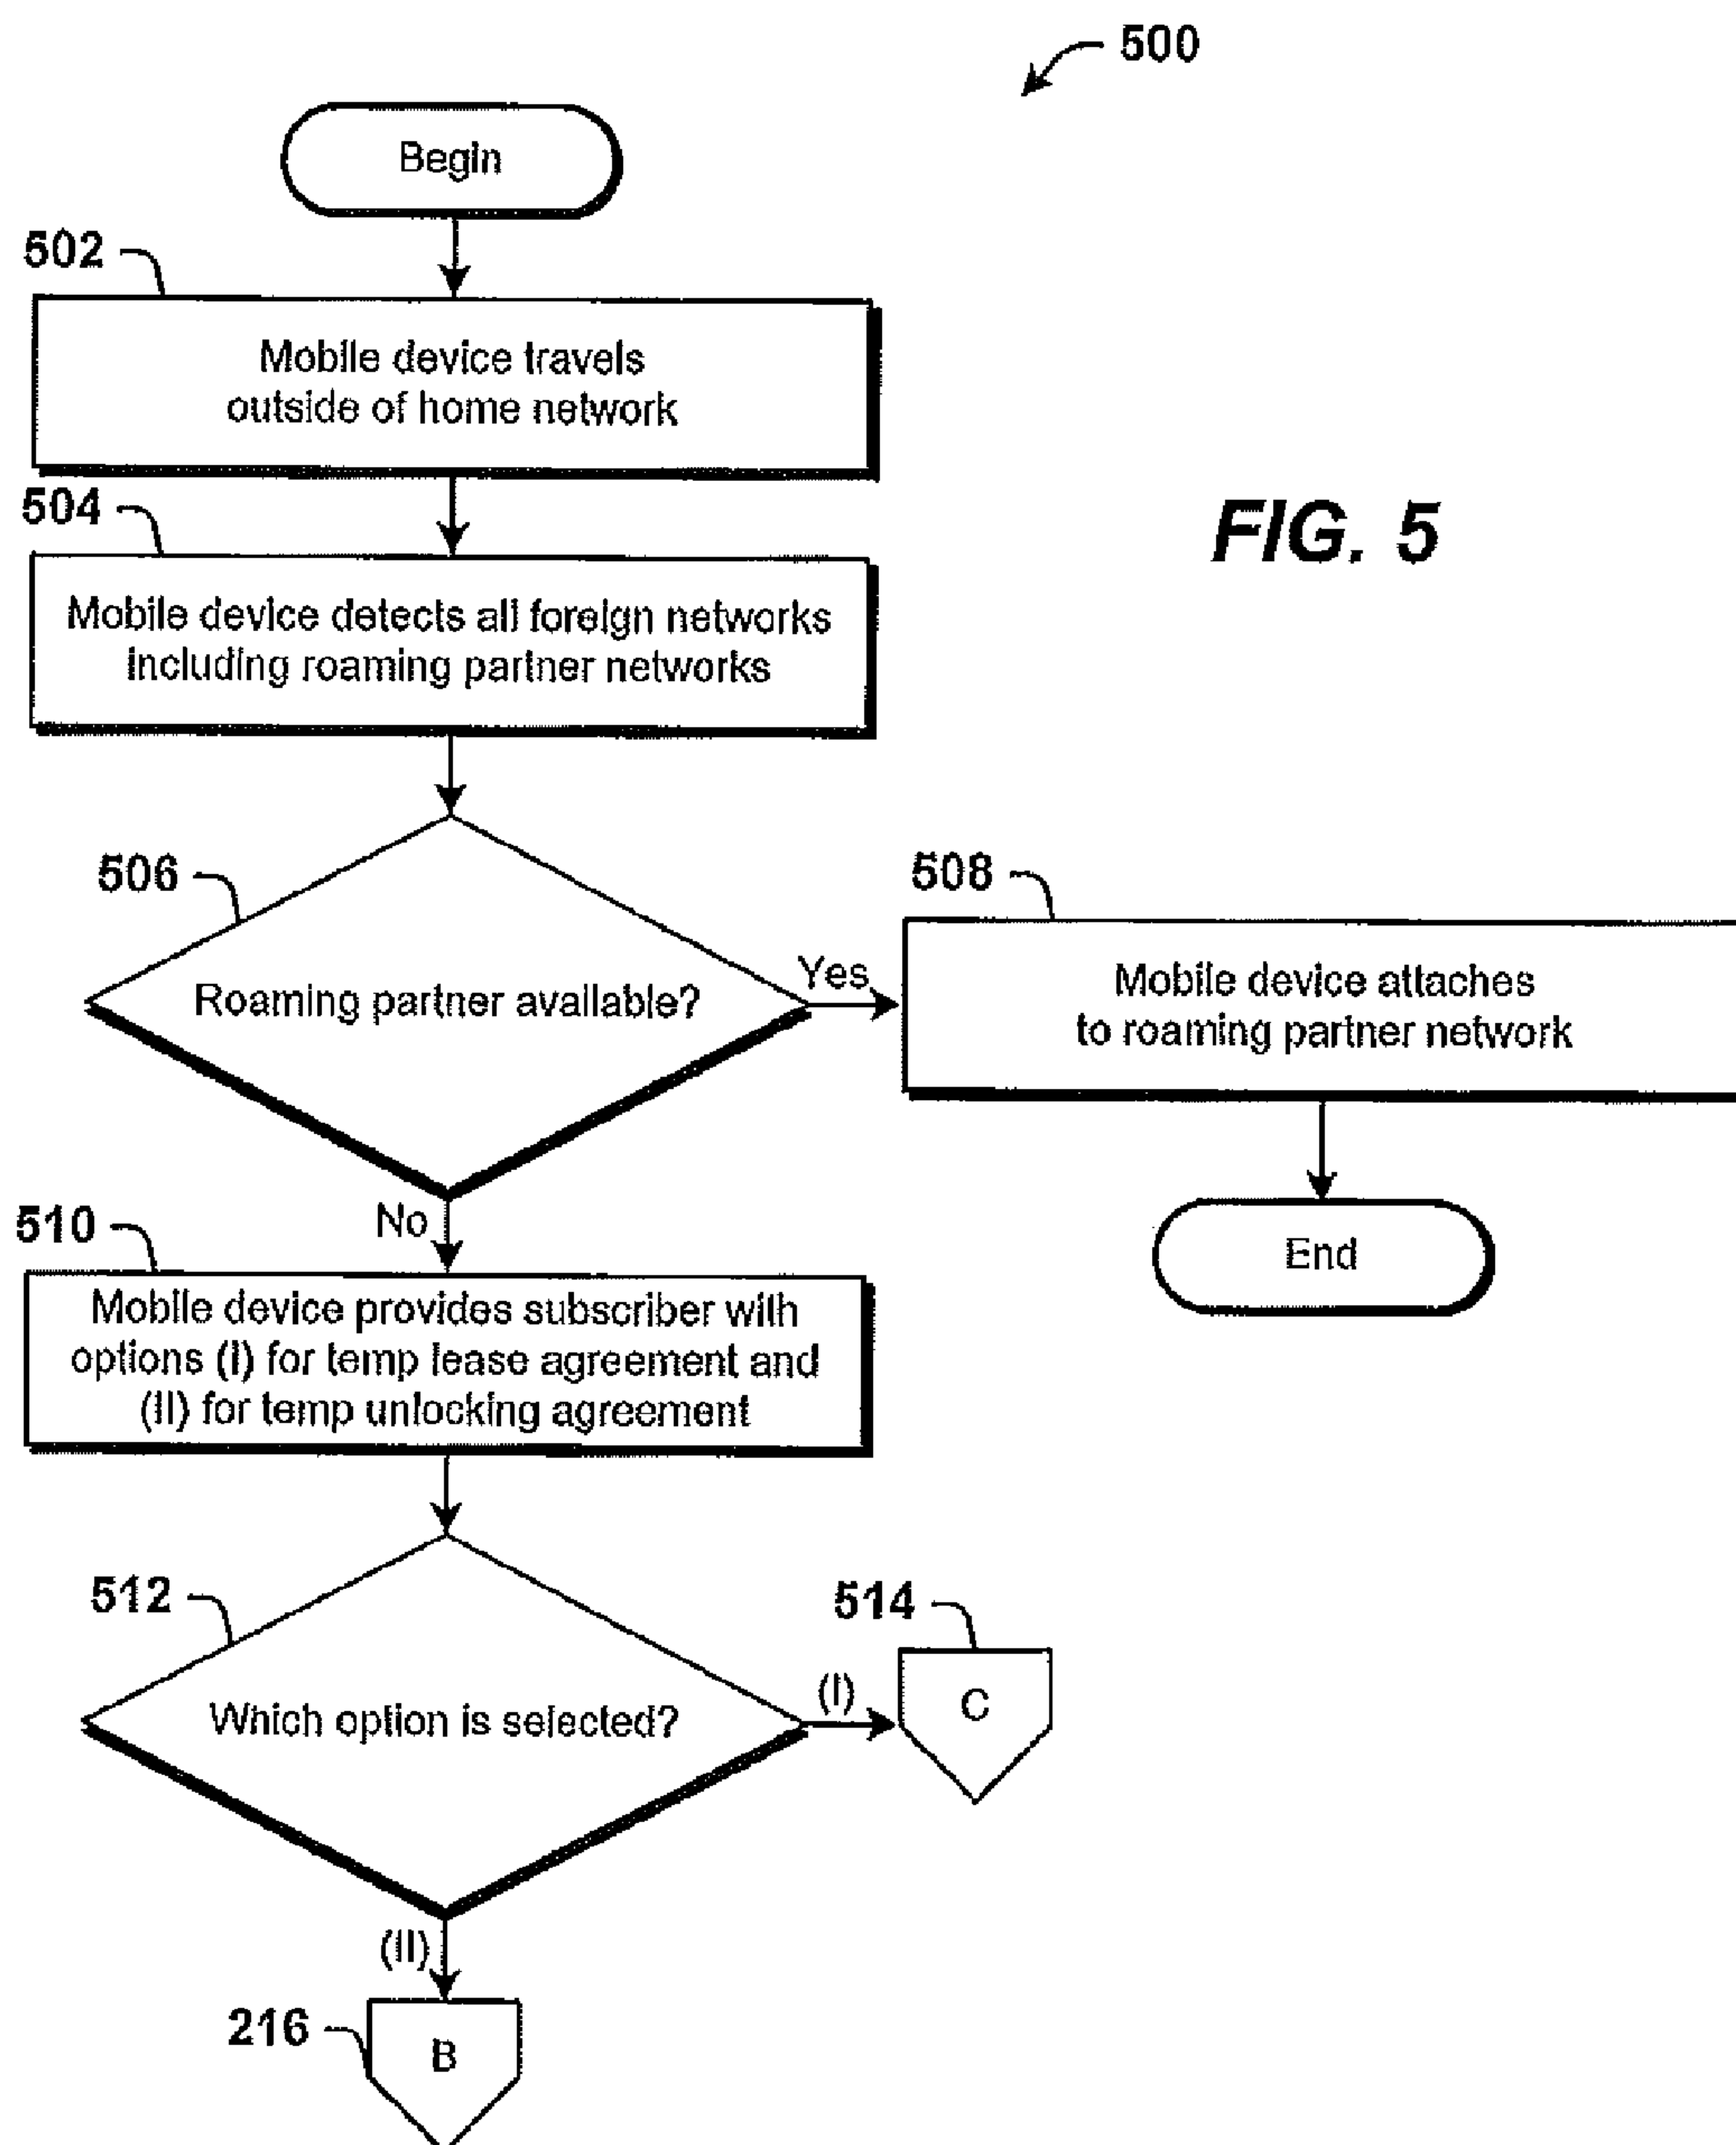 500
Begin
502
Mobile device travels
outside of home network
504
FIG. 5
Mobile device detects all foreign networks
including roaming partner networks
506
508
Roaming partner available?
Yes
Mobile device attaches
to roaming partner network
No
End
510
Mobile device provides subscriber with
options (I) for temp lease agreement and
(II) for temp unlocking agreement
512
514
Which option is selected?
(I)
C
(II)
216
B